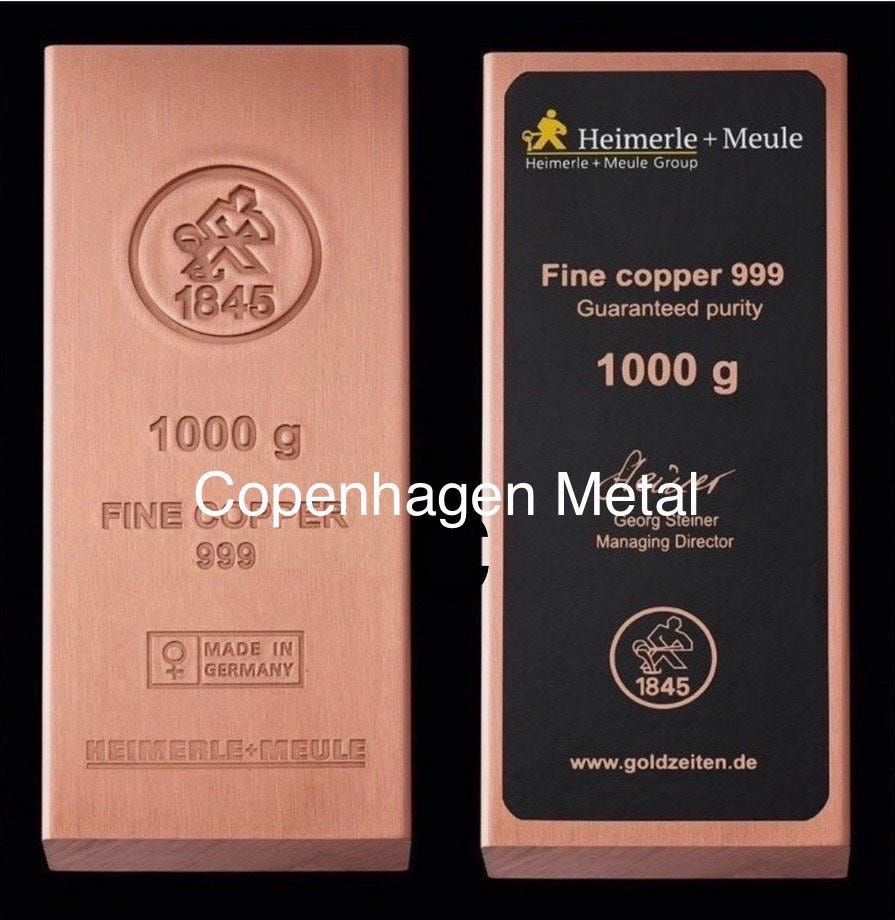 1845
1000 g
FINE COPPER
999
MADE IN
GERMANY
HEIMERLE+MEULE
Heimerle + Meule
Heimerle + Meule Group
Fine copper 999
Guaranteed purity
1000 g
Steiner
Georg Steiner
Managing Director
1845
www.goldzeiten.de
Copenhagen Metal